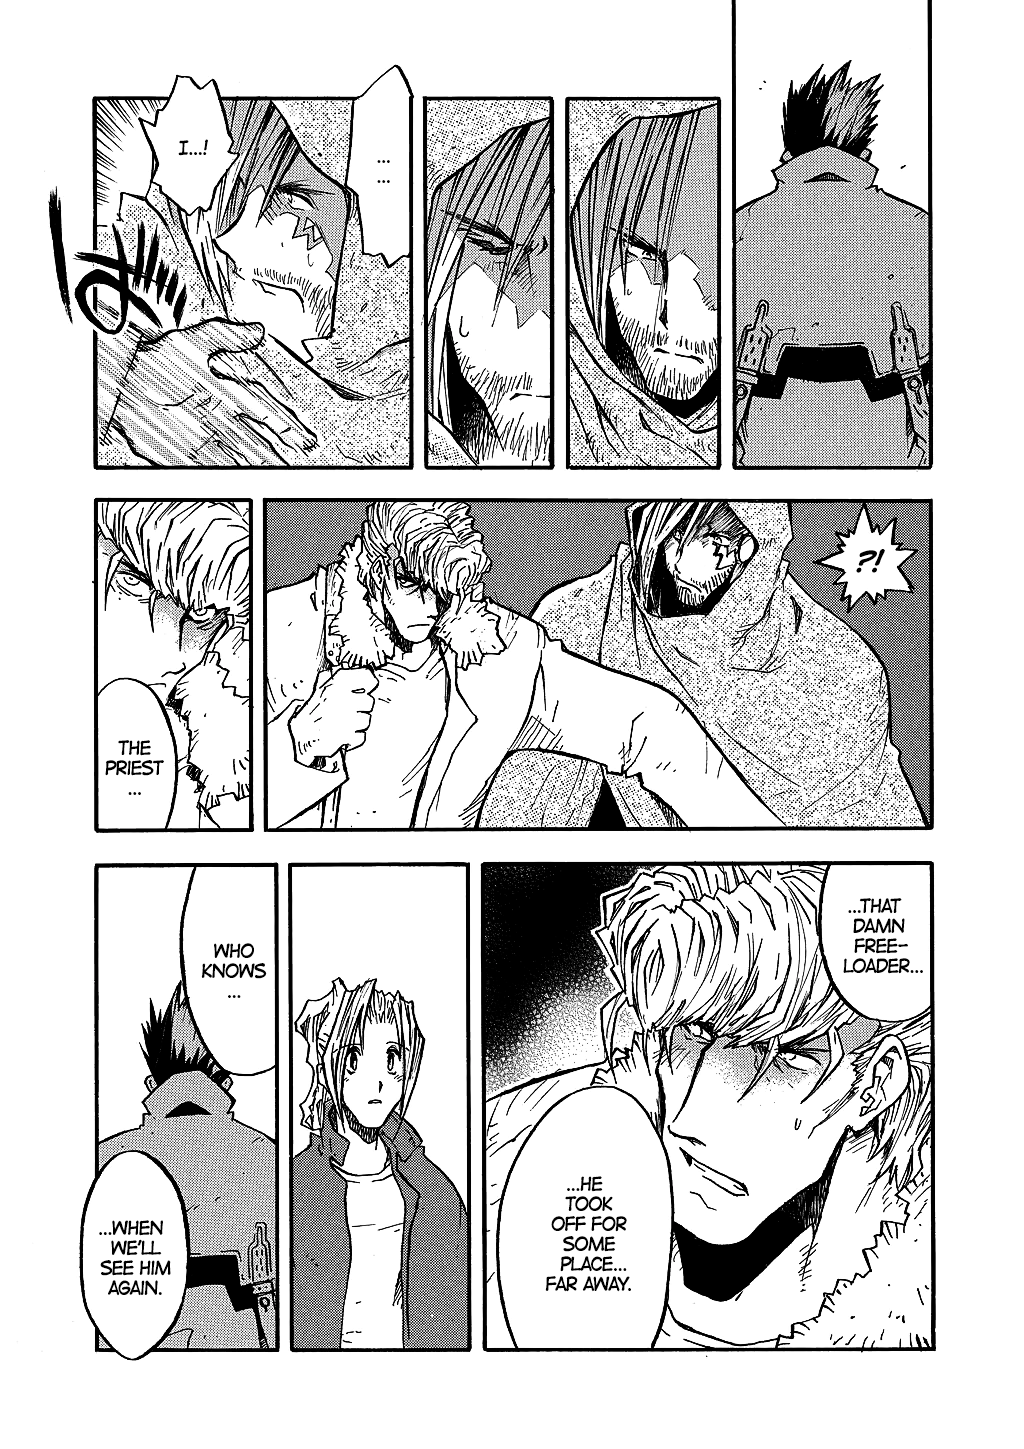 ...
...
I...!
ば
?!
THE
PRIEST
...
...THAT
DAMN
FREE-
LOADER...
...HE
TOOK
OFF FOR
SOME
PLACE...
FAR AWAY.
WHO
KNOWS
...
...WHEN
WE'LL
SEE HIM
AGAIN.